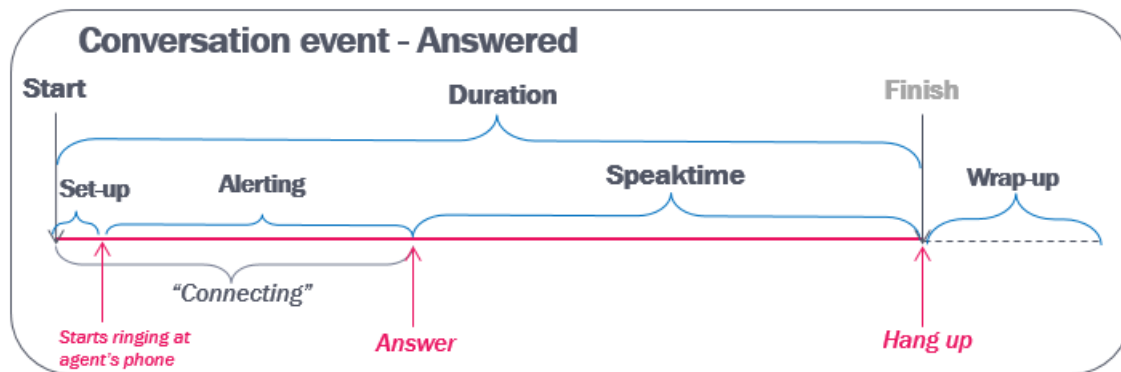 Conversation event - Answered
Start
Duration
Finish
Set-up
Alerting
Speaktime
Wrap-up
“Connecting”
Starts ringing at
agent’s phone
Answer
Hang up